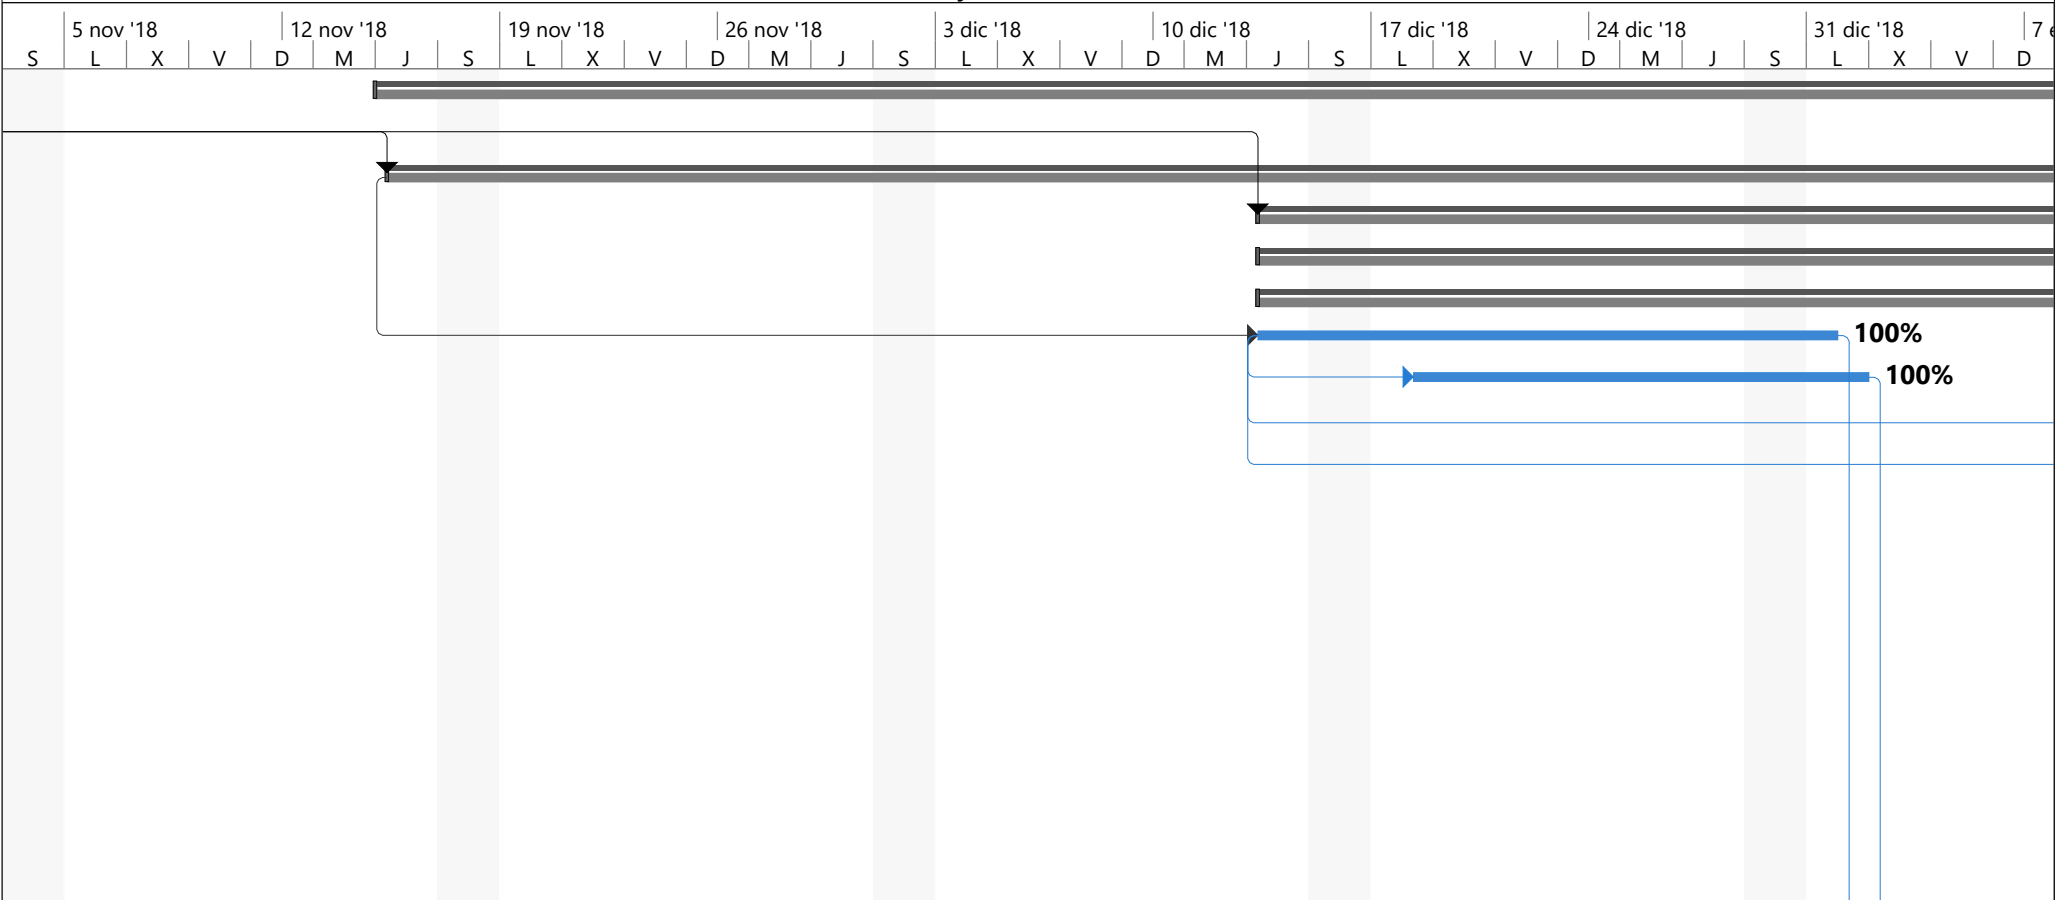 5 nov '18 12 nov '18 19 nov '18 26 nov '18 3 dic '18 10 dic '18 17 dic '18 24 dic '18 31 dic '18 7
S L X V D M J S L X V D M J S L X V D M J S L X V D M J S L X V D
100%
100%